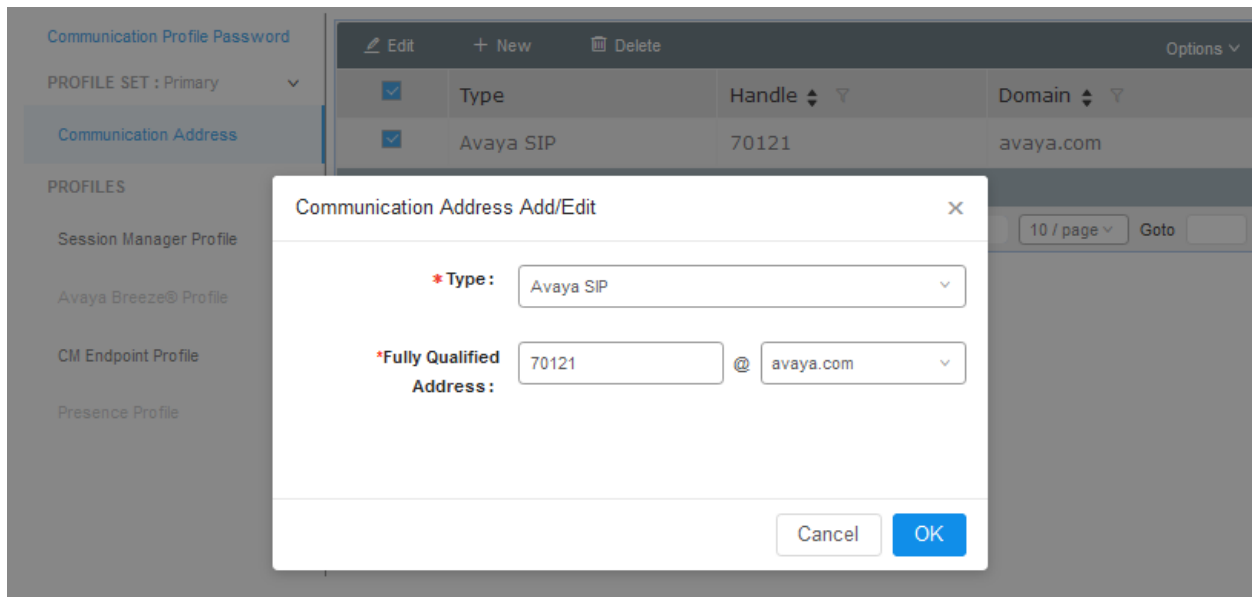 Communication Profile Password
Edit + New Delete Options
PROFILE SET : Primary
Type Handle Domain
Communication Address
Avaya SIP 70121 avaya.com
PROFILES
Communication Address Add/Edit
Session Manager Profile
10 / page Goto
*Type:
Avaya SIP
Avaya Breeze® Profile
CM Endpoint Profile
*Fully Qualified
Address:
70121 @ avaya.com
Presence Profile
Cancel OK